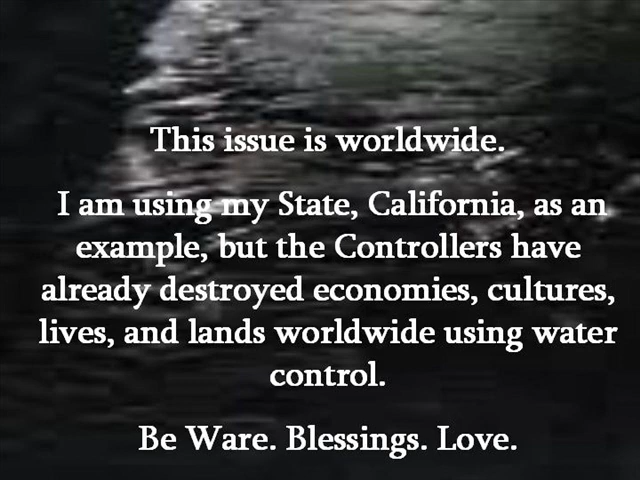 This issue is worldwide.
I am using my State, California, as an
example, but the Controllers have
already destroyed economies, cultures,
lives, and lands worldwide using water
control.
Be Ware. Blessings. Love.